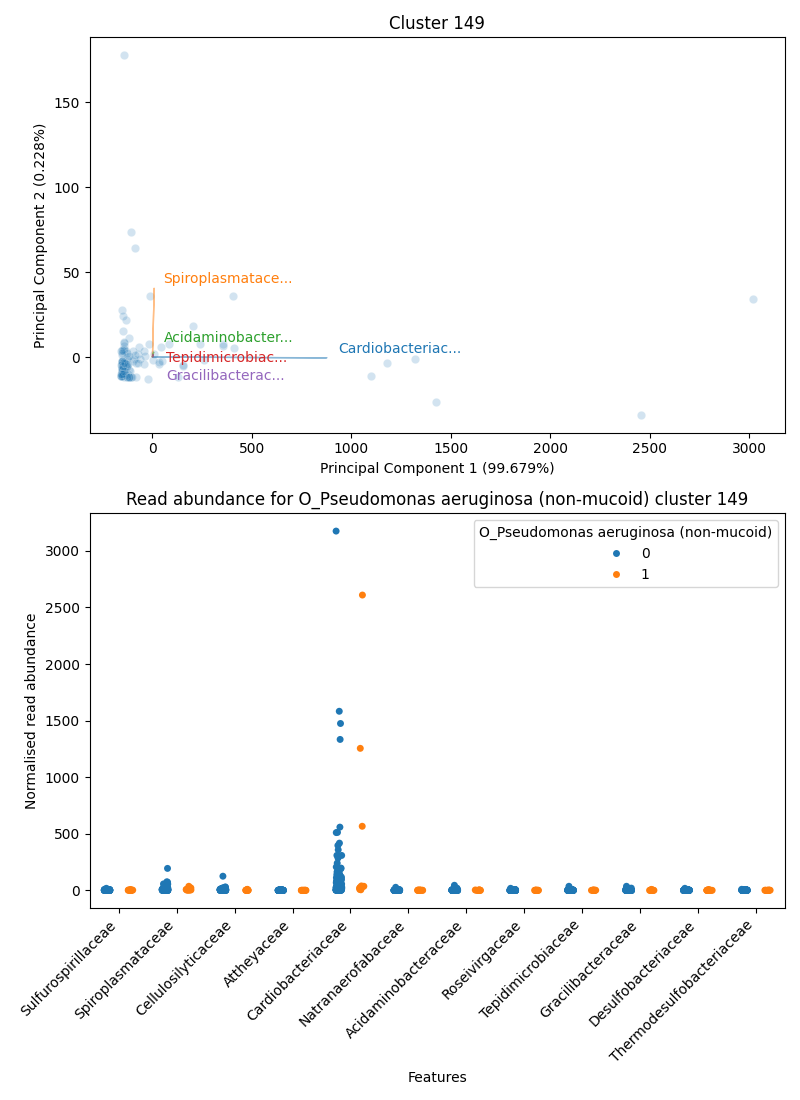 Cluster 149
Principal Component 2 (0.228%)
150
100
50
0
Spiroplasmatace...
Acidaminobacter...
Cardiobacteriac...
Tepidimicrobiac...
Gracilibacterac...
0 500 1000 1500 2000 2500 3000
Principal Component 1 (99.679%)
Read abundance for O_Pseudomonas aeruginosa (non-mucoid) cluster 149
Normalised read abundance
3000
2500
2000
1500
1000
500
0
O_Pseudomonas aeruginosa (non-mucoid)
0
1
Sulfurospirillaceae
Spiroplasmataceae
Cellulosilyticaceae
Attheyaceae
Cardiobacteriaceae
Natranaerofabaceae
Acidaminobacteraceae
Roseivirgaceae
Tepidimicrobiaceae
Gracilibacteraceae
Desulfobacteriaceae
Thermodesulfobacteriaceae
Features